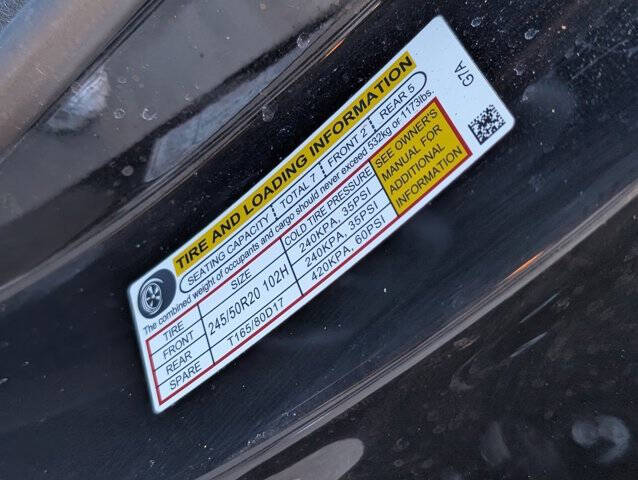 TIRE AND LOADING INFORMATION
SEATING CAPACITY TOTAL 7 FRONT 2 REAR 5
The combined weight of occupants and cargo should never exceed 532kg or 1173lbs.
TIRE SIZE COLD TIRE PRESSURE
FRONT 245/50R20 102H 240KPA, 35PSI
REAR 240KPA, 35PSI
SPARE T165/80D17 420KPA, 60PSI
SEE OWNER'S
MANUAL FOR
ADDITIONAL
INFORMATION
G7A